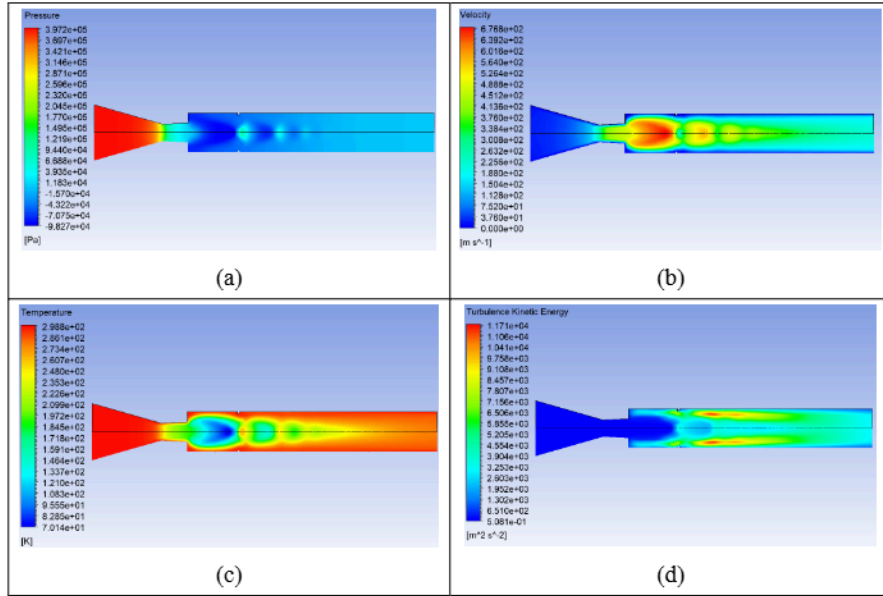 Pressure
3.972e+05
3.697e+05
3.421e+05
3.146e+05
2.871e+05
2.596e+05
2.320e+05
2.045e+05
1.770e+05
1.495e+05
1.219e+05
9.440e+04
6.688e+04
3.935e+04
1.183e+04
-1.570e+04
-4.322e+04
-7.075e+04
-9.827e+04
[Pa]
(a)
Velocity
6.768e+02
6.392e+02
6.016e+02
5.640e+02
5.264e+02
4.888e+02
4.512e+02
4.136e+02
3.760e+02
3.384e+02
3.008e+02
2.632e+02
2.256e+02
1.880e+02
1.504e+02
1.128e+02
7.520e+01
3.760e+01
0.000e+00
[m s^-1]
(b)
Temperature
2.988e+02
2.861e+02
2.734e+02
2.607e+02
2.480e+02
2.353e+02
2.226e+02
2.099e+02
1.972e+02
1.845e+02
1.718e+02
1.591e+02
1.464e+02
1.337e+02
1.210e+02
1.083e+02
9.555e+01
8.285e+01
7.014e+01
[K]
(c)
Turbulence Kinetic Energy
1.171e+04
1.106e+04
1.041e+04
9.758e+03
9.108e+03
8.457e+03
7.807e+03
7.156e+03
6.506e+03
5.855e+03
5.205e+03
4.554e+03
3.904e+03
3.253e+03
2.603e+03
1.952e+03
1.302e+03
6.510e+02
5.081e-01
[m^2 s^-2]
(d)